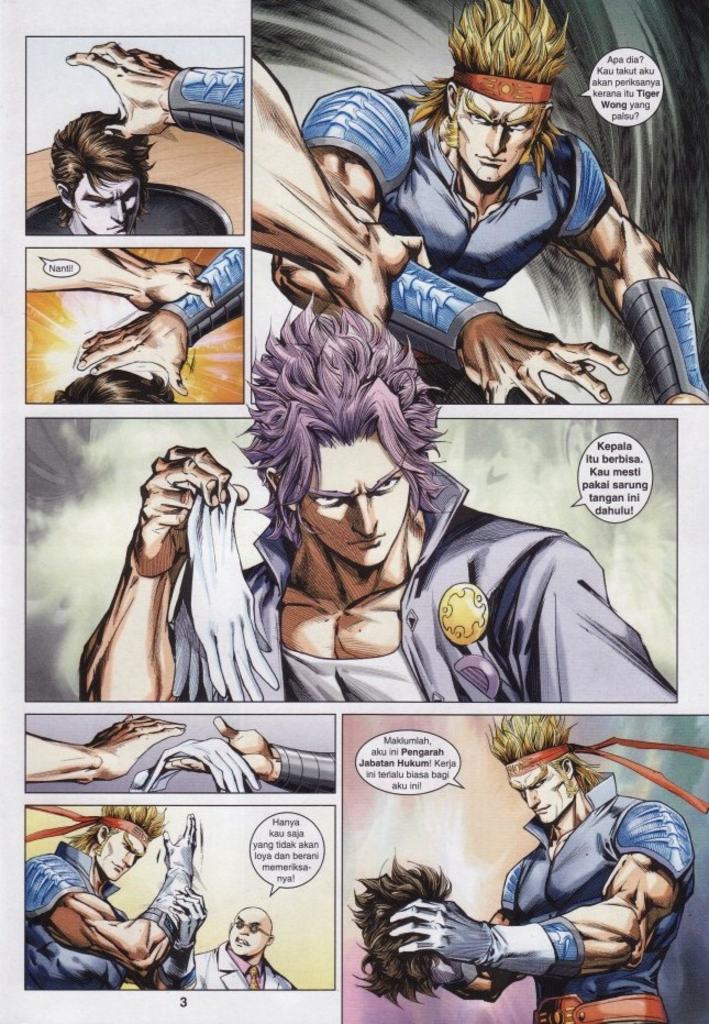 Apa dia?
Kau takut aku
akan periksanya
kerana itu Tiger
Wong yang
palsu?
Nanti!
Kepala
itu berbisa.
Kau mesti
pakai sarung
tangan ini
dahulu!
Maklumlah,
aku ini Pengarah
Jabatan Hukum! Kerja
ini terlalu biasa bagi
aku ini!
Hanya
kau saja
yang tidak akan
loya dan berani
memeriksa-
nya!
3